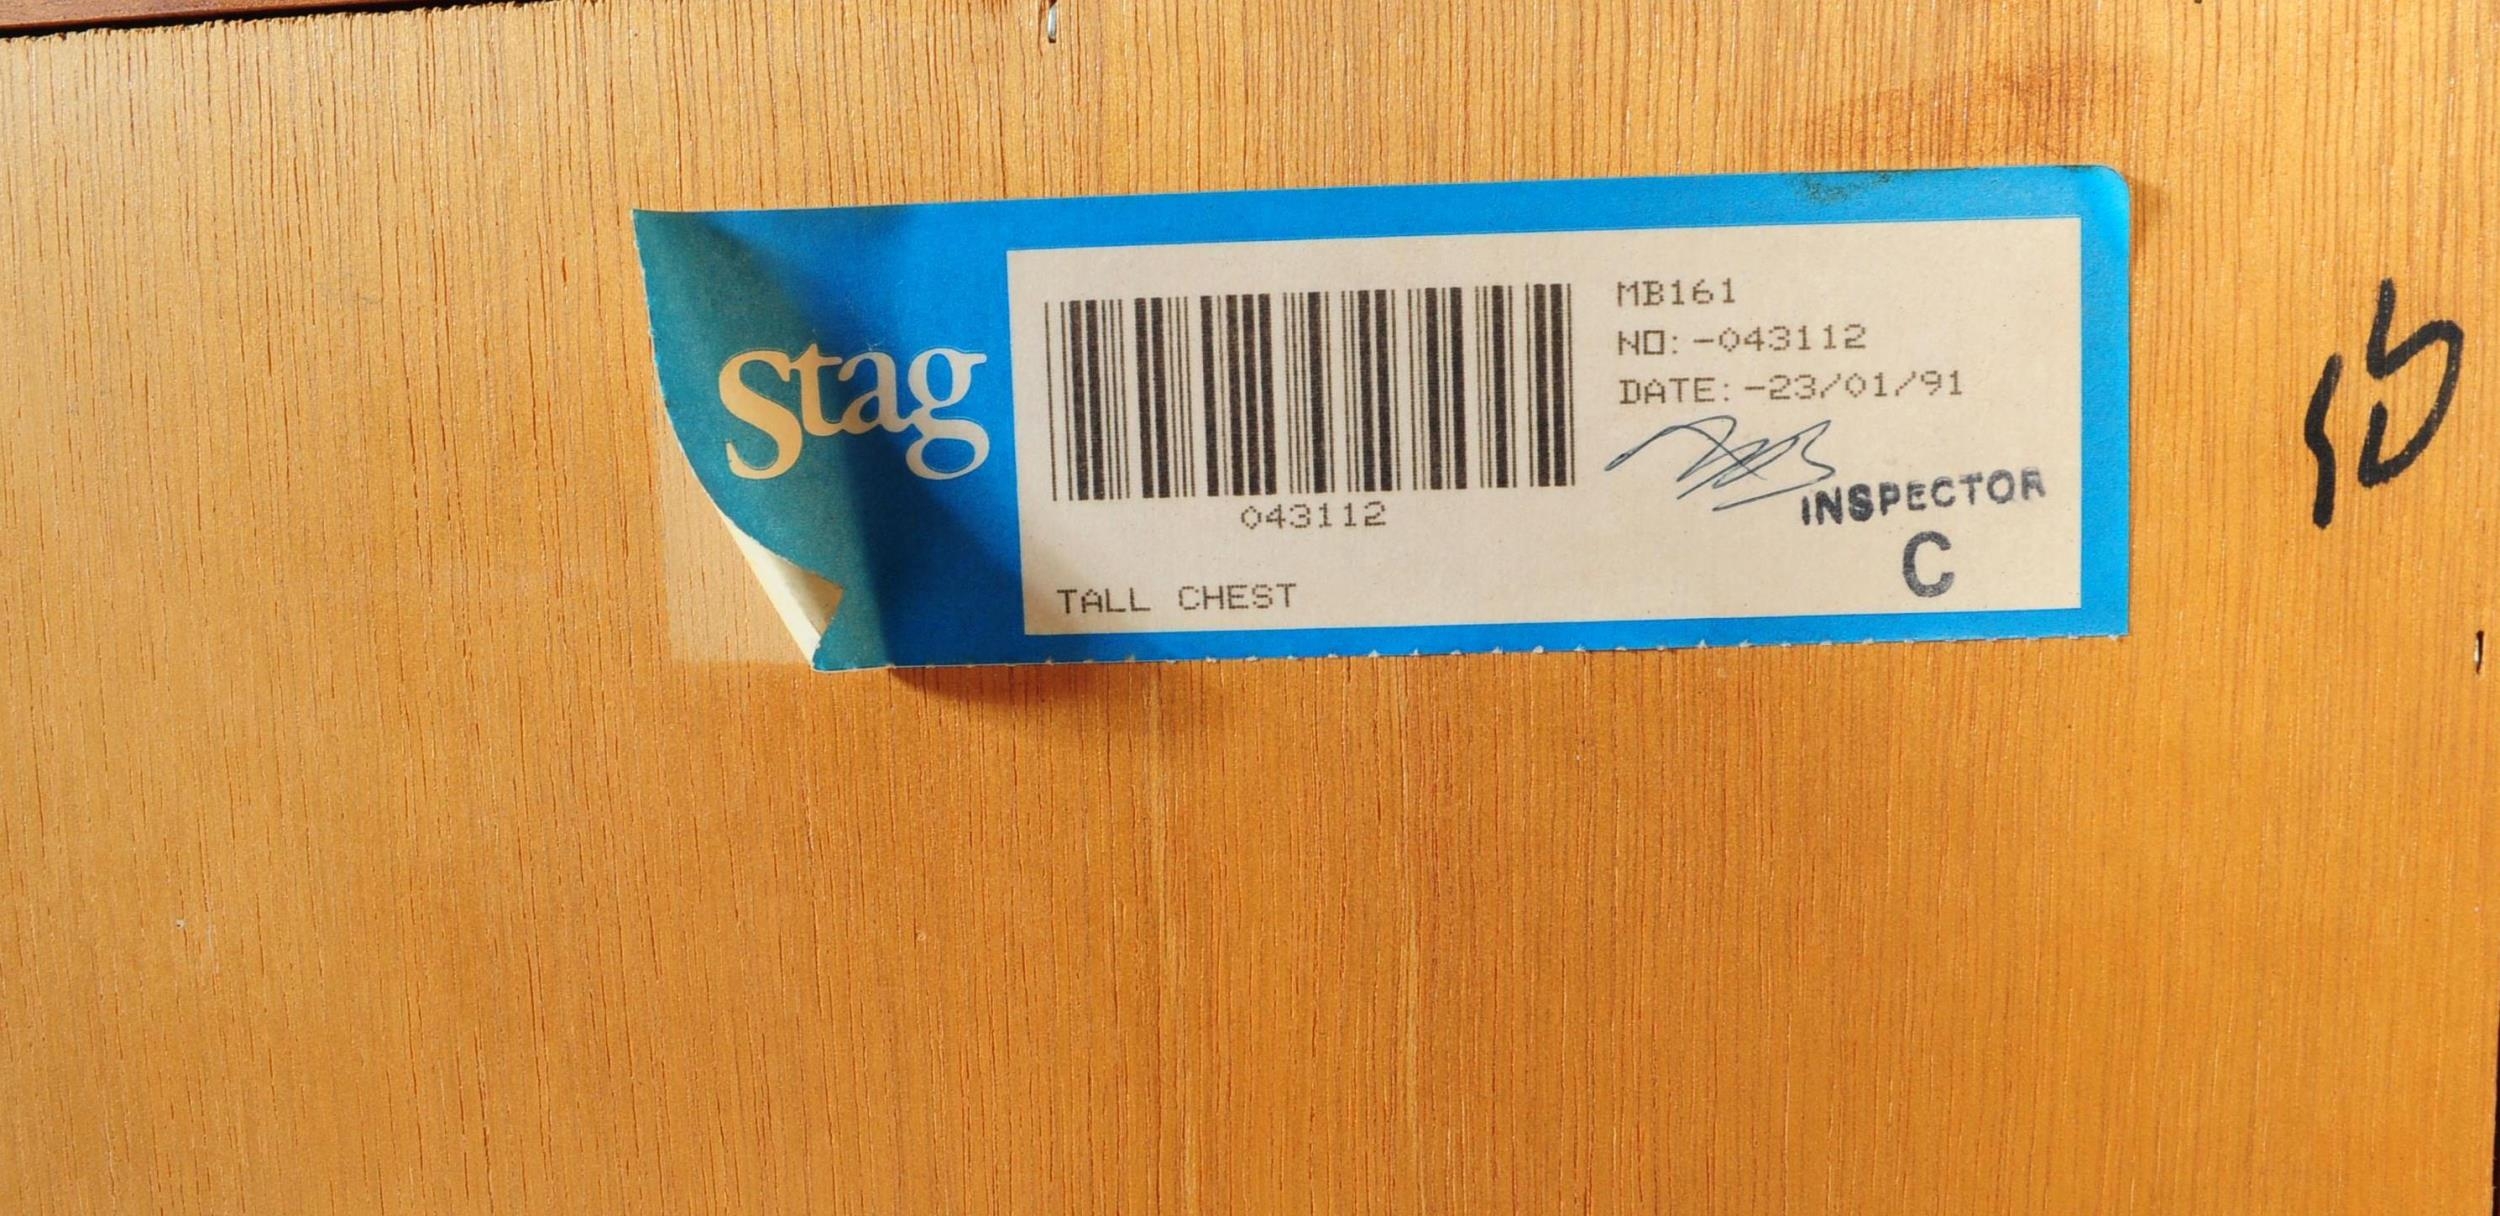 Stag
MB161
NO:-043112
DATE:-23/01/91
043112
INSPECTOR
C
TALL CHEST